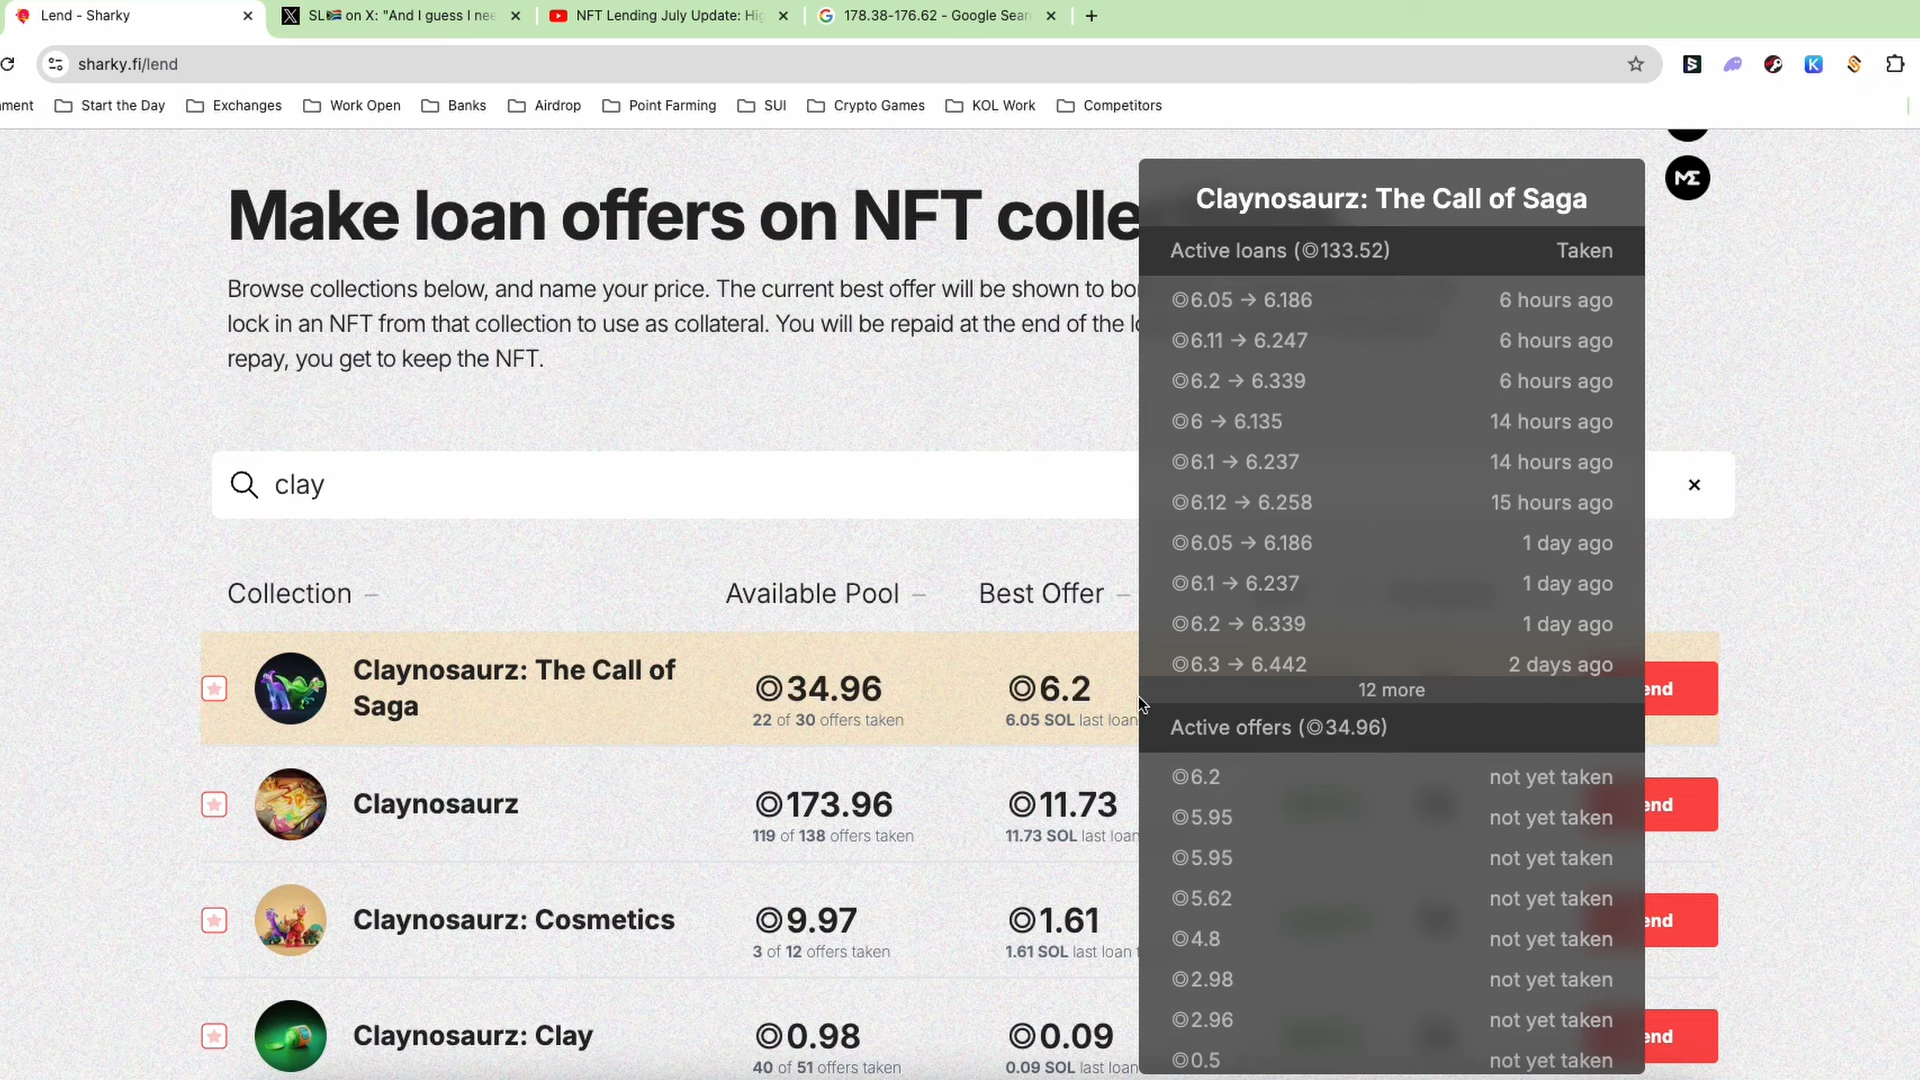 Lend - Sharky
SL🇿🇦 on X: "And I guess I nee
NFT Lending July Update: Hig
178.38-176.62 - Google Sear
sharky.fi/lend
ment
Start the Day
Exchanges
Work Open
Banks
Airdrop
Point Farming
SUI
Crypto Games
KOL Work
Competitors
Make loan offers on NFT colle
Browse collections below, and name your price. The current best offer will be shown to bor
lock in an NFT from that collection to use as collateral. You will be repaid at the end of the lo
repay, you get to keep the NFT.
clay
Collection
Available Pool
Best Offer
Claynosaurz: The Call of
Saga
34.96
22 of 30 offers taken
6.2
6.05 SOL last loan
Claynosaurz
173.96
119 of 138 offers taken
11.73
11.73 SOL last loan
Claynosaurz: Cosmetics
9.97
3 of 12 offers taken
1.61
1.61 SOL last loan t
Claynosaurz: Clay
0.98
40 of 51 offers taken
0.09
0.09 SOL last loan
Claynosaurz: The Call of Saga
Active loans (◎133.52) Taken
◎6.05 → 6.186 6 hours ago
◎6.11 → 6.247 6 hours ago
◎6.2 → 6.339 6 hours ago
◎6 → 6.135 14 hours ago
◎6.1 → 6.237 14 hours ago
◎6.12 → 6.258 15 hours ago
◎6.05 → 6.186 1 day ago
◎6.1 → 6.237 1 day ago
◎6.2 → 6.339 1 day ago
◎6.3 → 6.442 2 days ago
12 more
Active offers (◎34.96)
◎6.2 not yet taken
◎5.95 not yet taken
◎5.95 not yet taken
◎5.62 not yet taken
◎4.8 not yet taken
◎2.98 not yet taken
◎2.96 not yet taken
◎0.5 not yet taken
end
end
end
end
ME